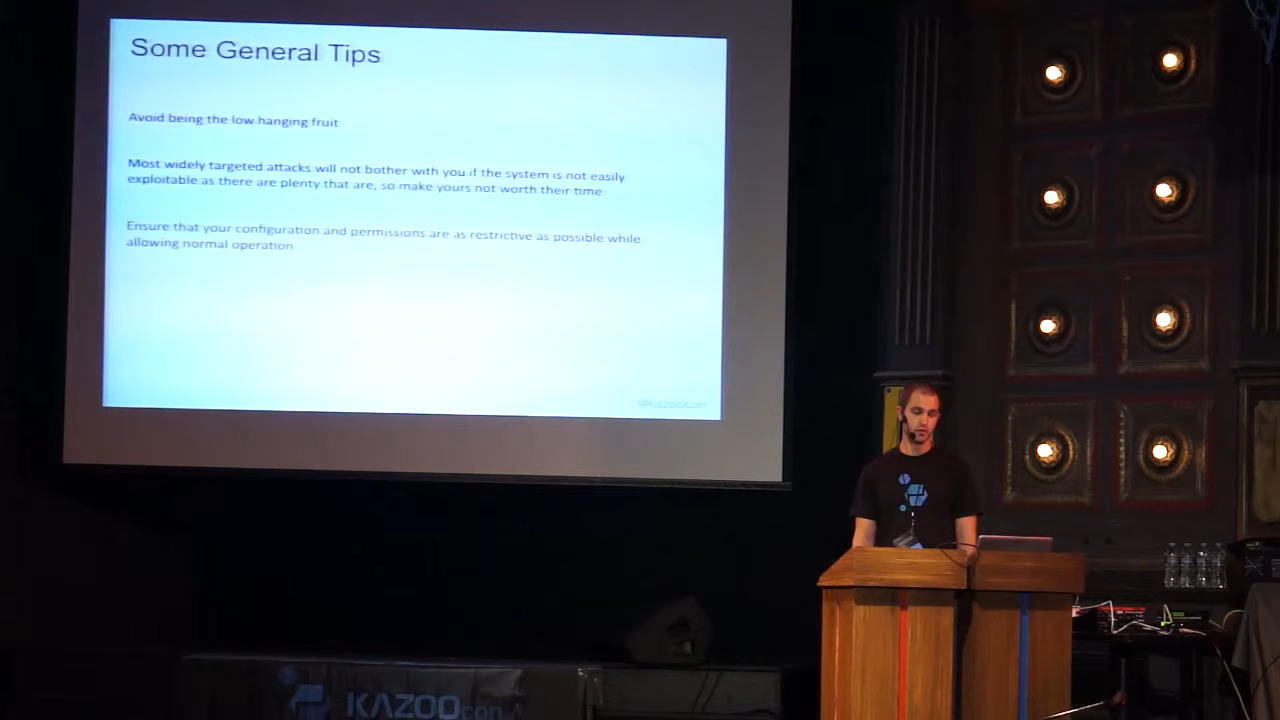 Some General Tips
Avoid being the low hanging fruit
Most widely targeted attacks will not bother with you if the system is not easily
exploitable as there are plenty that are, so make yours not worth their time
Ensure that your configuration and permissions are as restrictive as possible while
allowing normal operation
@kazoocon
KAZOOcon